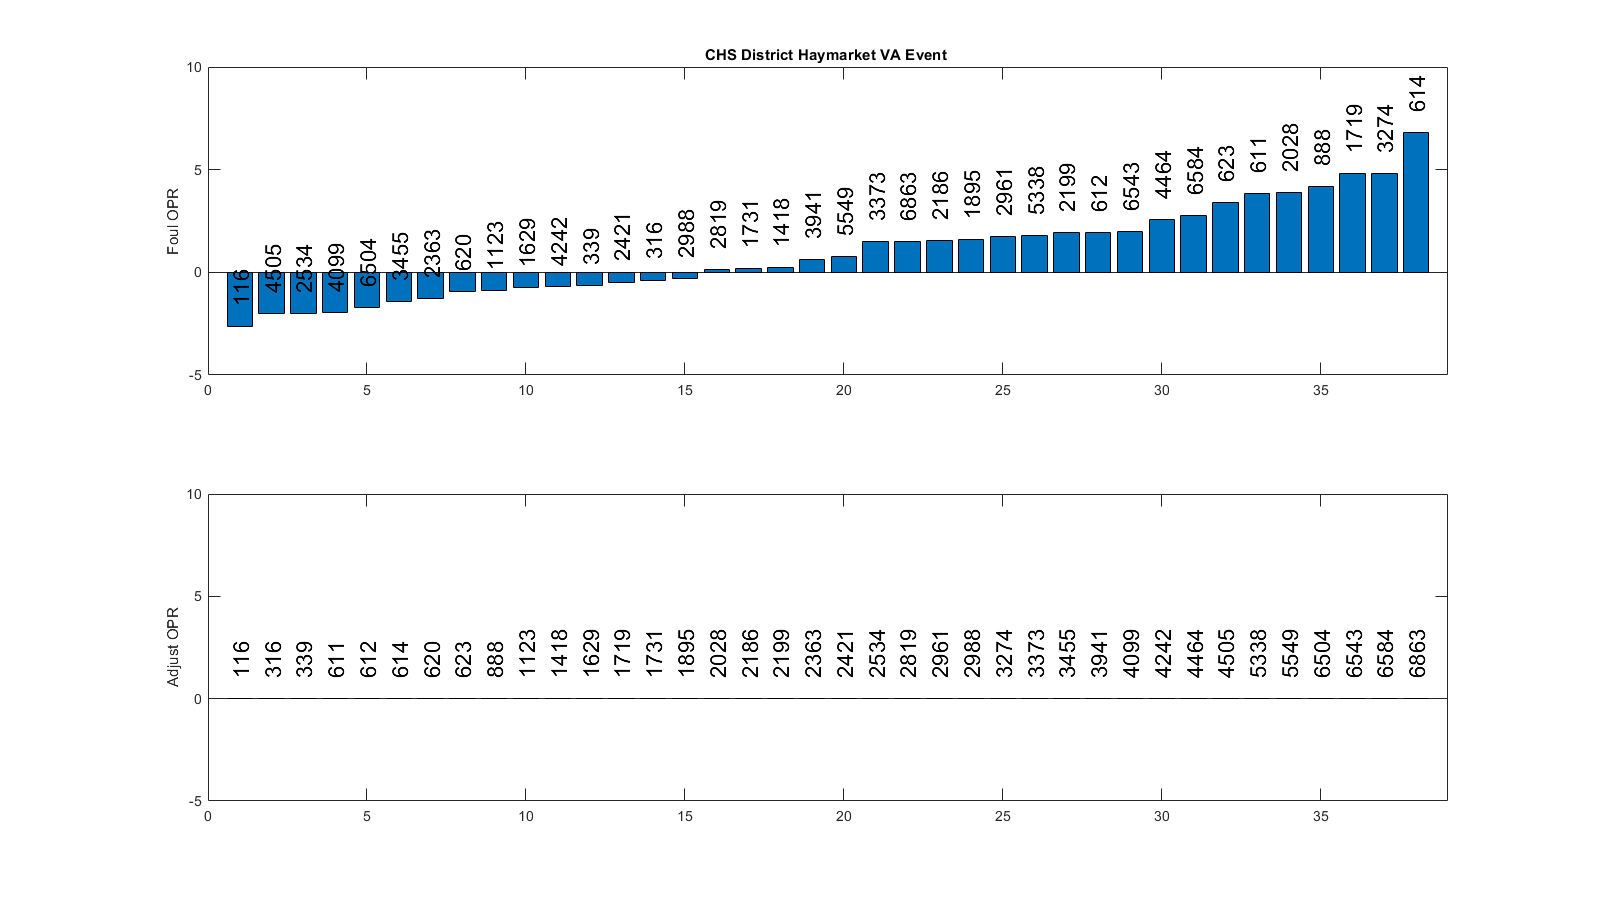 CHS District Haymarket VA Event
Foul OPR
10
5
0
-5
116 4505 2534 4099 6504 3455 2363 620 1123 1629 4242 339 2421 316 2988 2819 1731 1418 3941 5549 3373 6863 2186 1895 2961 5338 2199 612 6543 4464 6584 623 611 2028 888 1719 3274 614
0 5 10 15 20 25 30 35
Adjust OPR
10
5
0
-5
116 316 339 611 612 614 620 623 888 1123 1418 1629 1719 1731 1895 2028 2186 2199 2363 2421 2534 2819 2961 2988 3274 3373 3455 3941 4099 4242 4464 4505 5338 5549 6504 6543 6584 6863
0 5 10 15 20 25 30 35